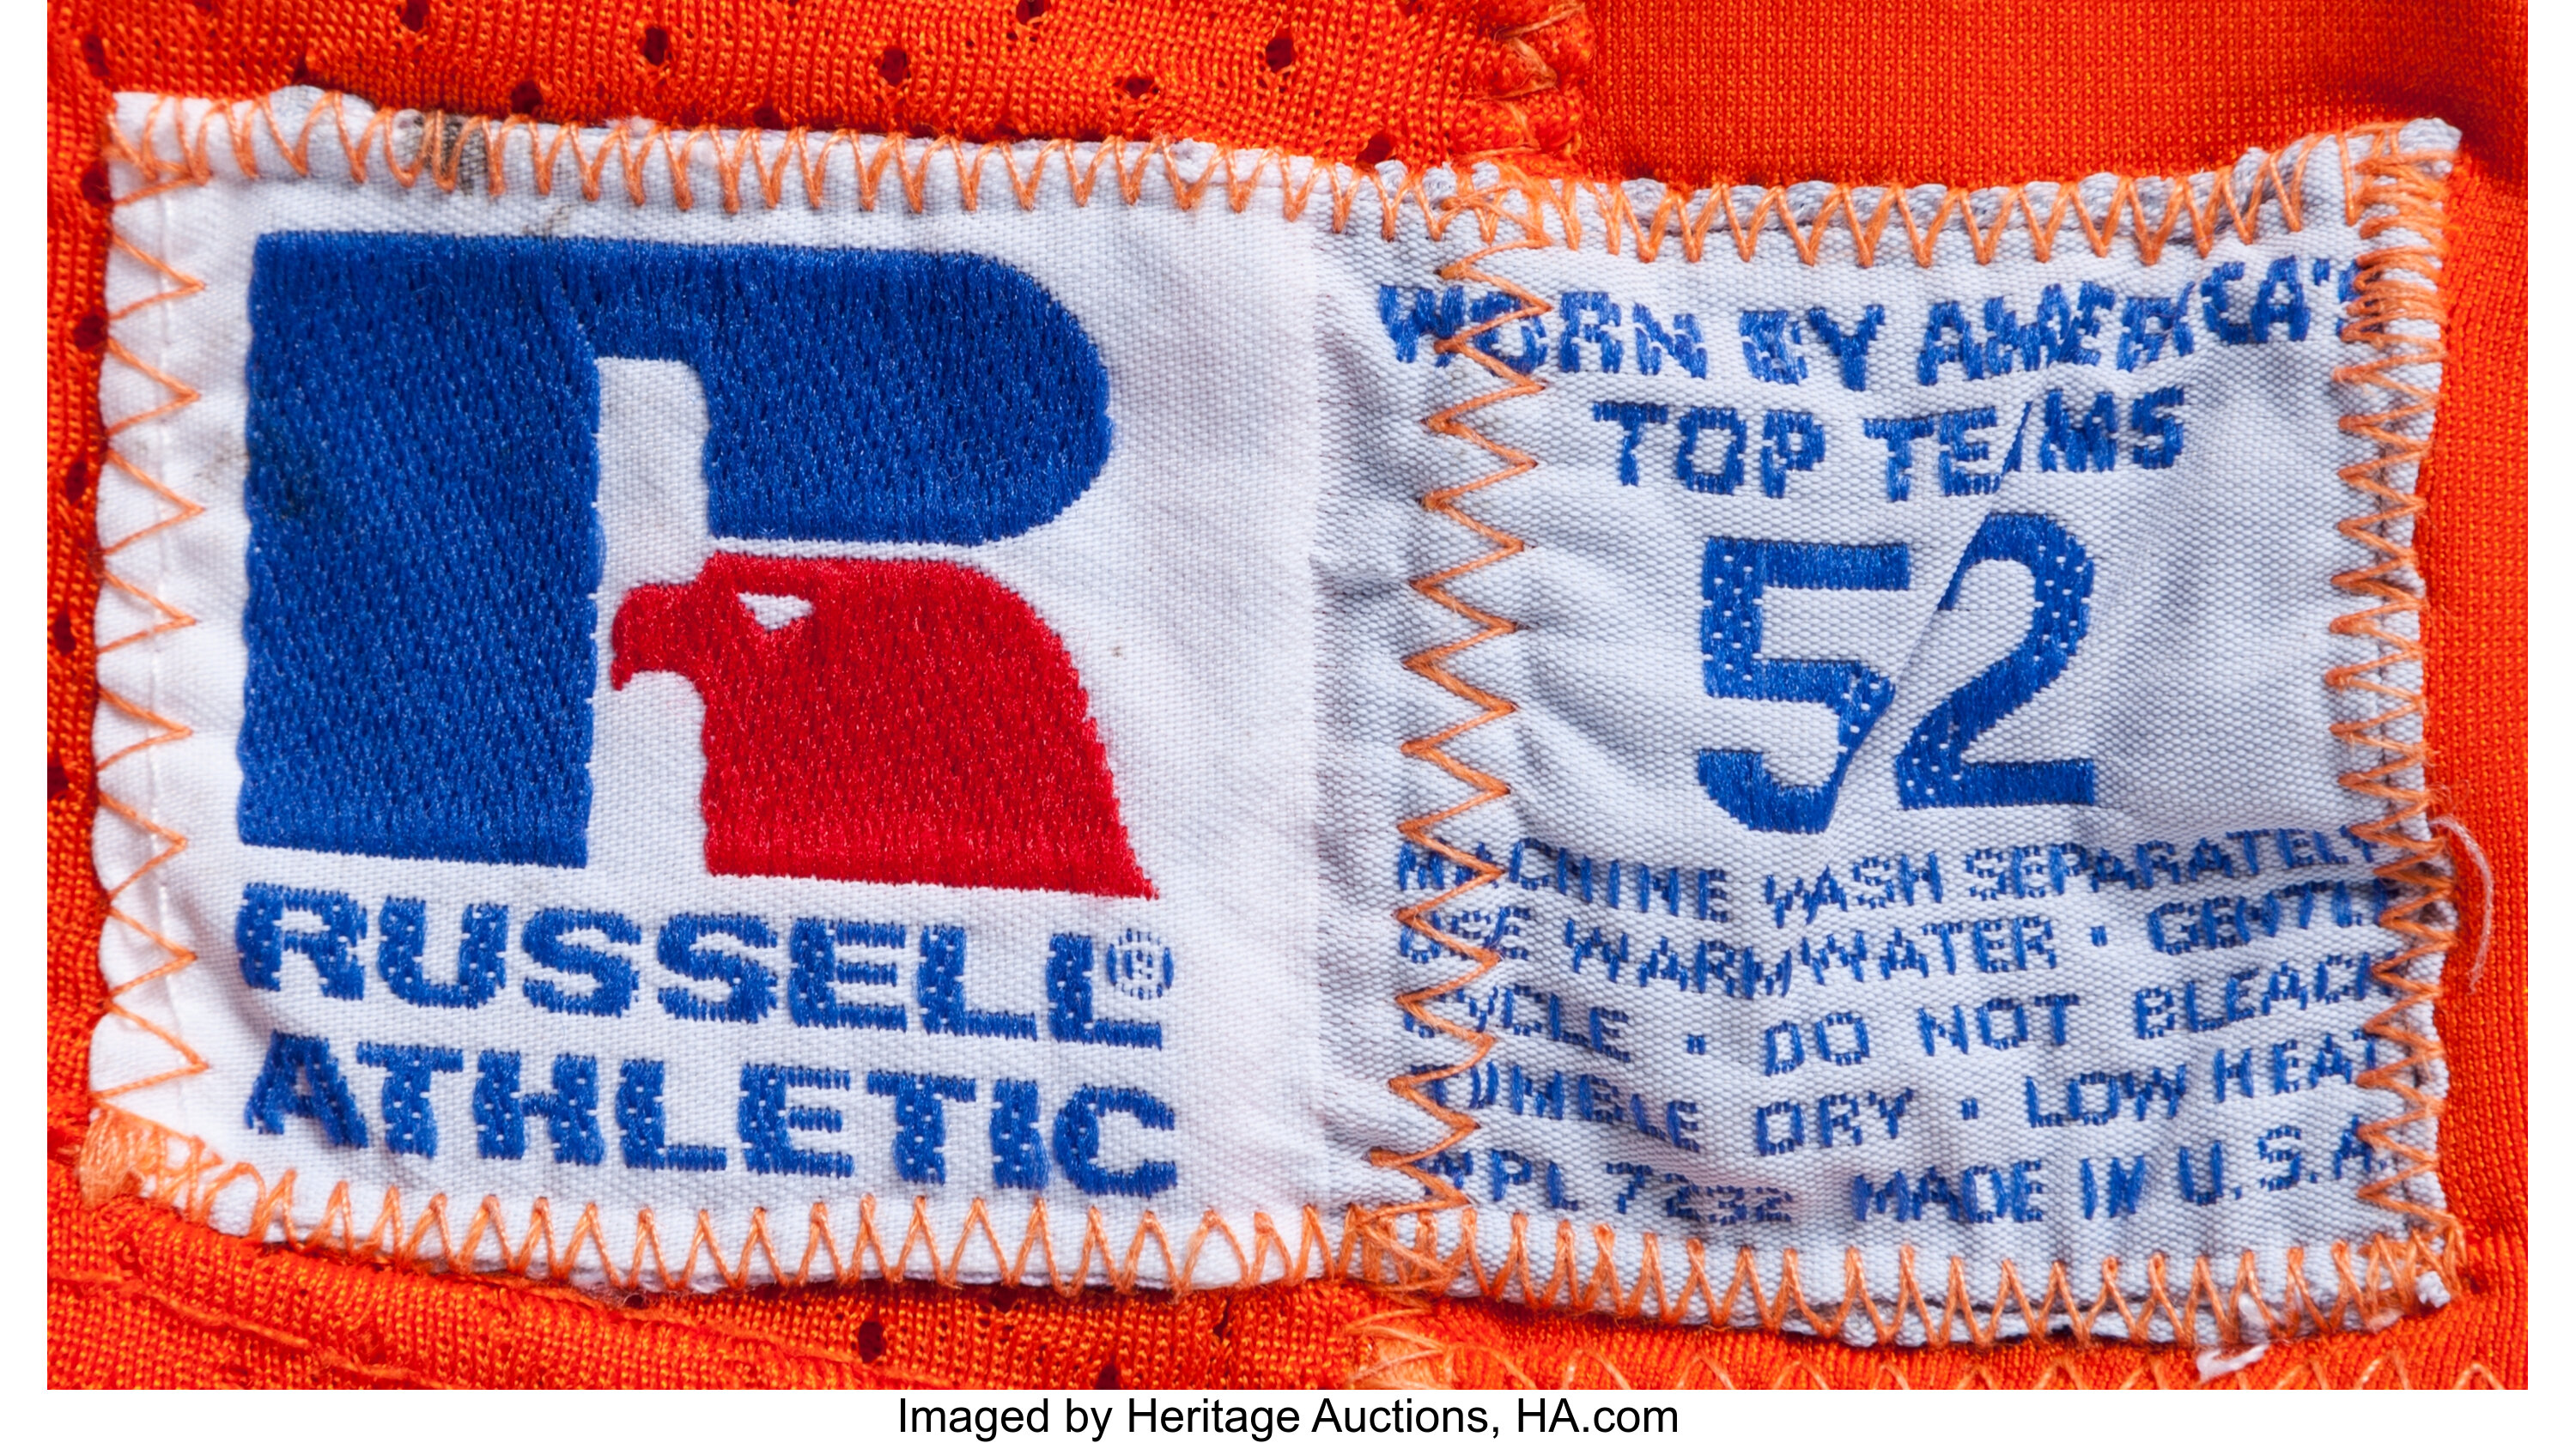 RUSSELL®
ATHLETIC
WORN BY AMERICA'S
TOP TEAMS
52
MACHINE WASH SEPARATELY
USE WARM WATER • GENTLE
CYCLE • DO NOT BLEACH
TUMBLE DRY • LOW HEAT
WPL 7232 MADE IN U.S.A.
Imaged by Heritage Auctions, HA.com